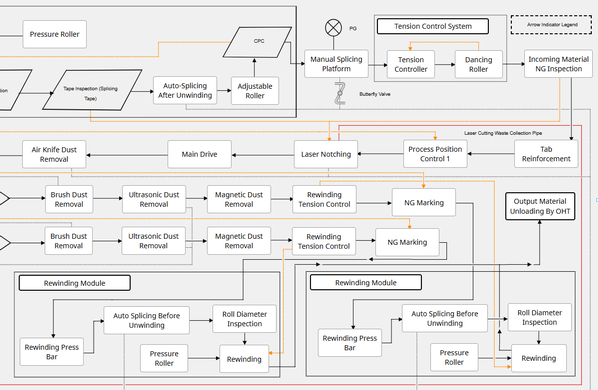 Pressure Roller
CPC
PG
Tension Control System
Arrow Indicator Legend
Manual Splicing
Platform
Tension
Controller
Dancing
Roller
Incoming Material
NG Inspection
Tape Inspection (Splicing
Tape)
Auto-Splicing
After Unwinding
Adjustable
Roller
Butterfly Valve
Laser Cutting Waste Collection Pipe
Air Knife Dust
Removal
Main Drive
Laser Notching
Process Position
Control 1
Tab
Reinforcement
Brush Dust
Removal
Ultrasonic Dust
Removal
Magnetic Dust
Removal
Rewinding
Tension Control
NG Marking
Output Material
Unloading By OHT
Brush Dust
Removal
Ultrasonic Dust
Removal
Magnetic Dust
Removal
Rewinding
Tension Control
NG Marking
Rewinding Module
Auto Splicing Before
Unwinding
Roll Diameter
Inspection
Rewinding Press
Bar
Pressure
Roller
Rewinding
Rewinding Module
Auto Splicing Before
Unwinding
Roll Diameter
Inspection
Rewinding Press
Bar
Pressure
Roller
Rewinding